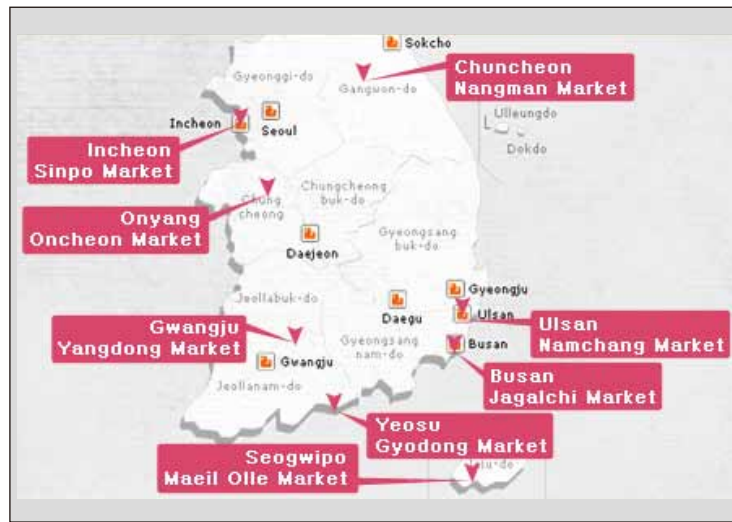 Sokcho
Chuncheon
Nangman Market
Gyeonggi-do
Gangwon-do
Ulleungdo
Dokdo
Incheon
Seoul
Incheon
Sinpo Market
Chungcheong
buk-do
Chung
cheong
Onyang
Oncheon Market
Gyeongsang
buk-do
Daejeon
Gyeongju
Jeollabuk-do
Daegu
Ulsan
Gwangju
Yangdong Market
Ulsan
Namchang Market
Gyeongsang
nam-do
Busan
Gwangju
Jeollanam-do
Busan
Jagalchi Market
Yeosu
Gyodong Market
Seogwipo
Maeil Olle Market